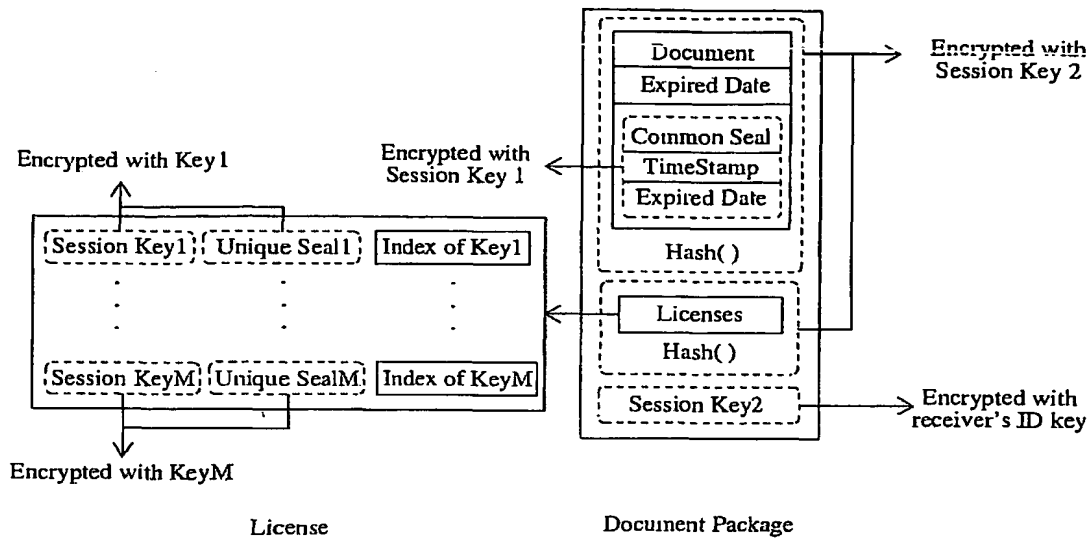 Document
Expired Date
Encrypted with
Session Key 2
Common Seal
TimeStamp
Expired Date
Encrypted with
Session Key 1
Hash( )
Encrypted with Key1
Session Key1
Unique Seal1
Index of Key1
Session KeyM
Unique SealM
Index of KeyM
Encrypted with KeyM
Licenses
Hash( )
Session Key2
Encrypted with
receiver's ID key
License
Document Package